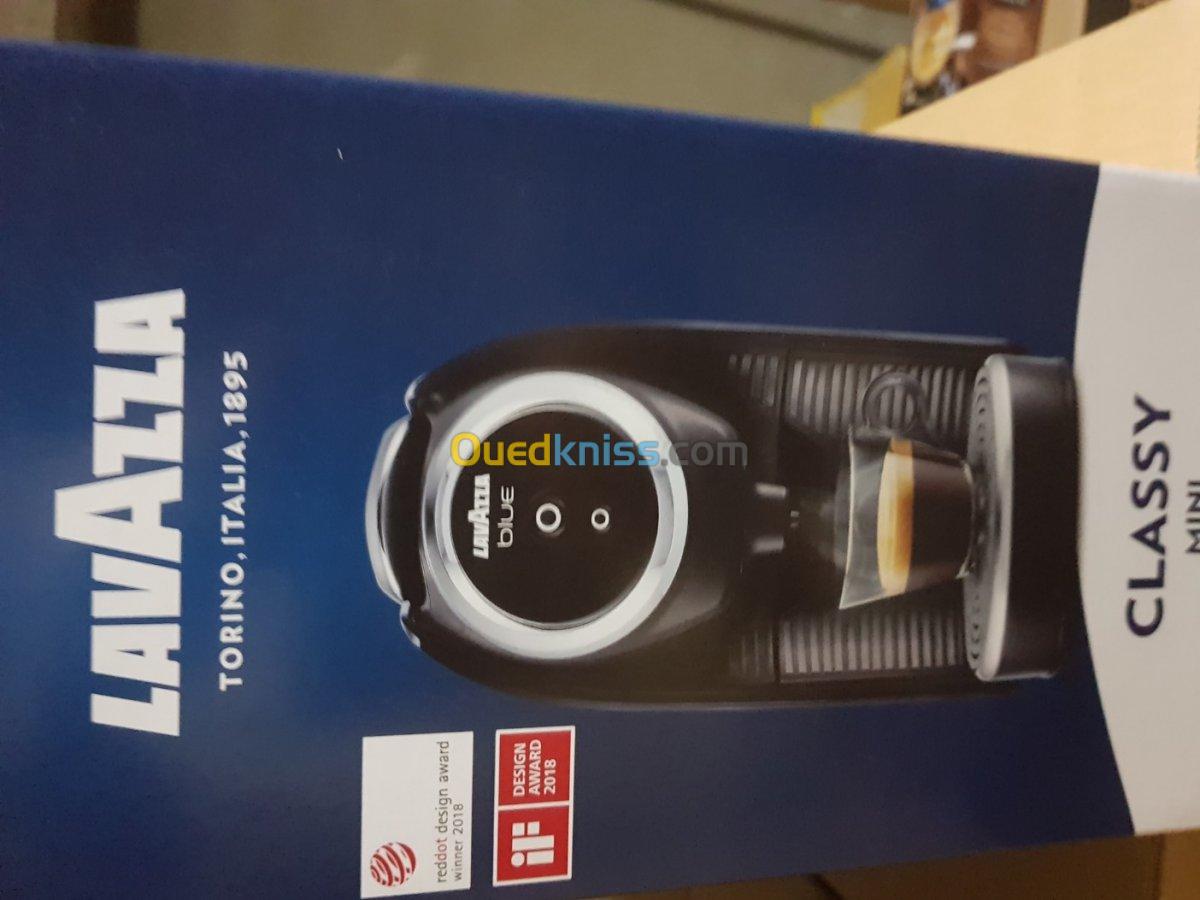 LAVAZZA
TORINO, ITALIA, 1895
LAVAZZA
blue
Ouedkniss.com
reddot design award
winner 2018
iF
DESIGN
AWARD
2018
CLASSY
MINI